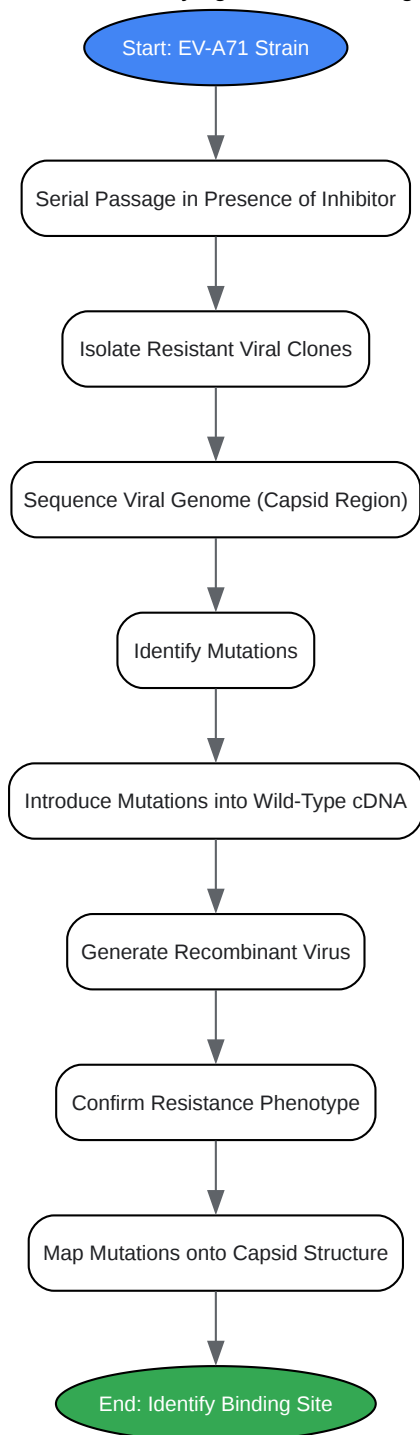 Start: EV-A71 Strain
Serial Passage in Presence of Inhibitor
Isolate Resistant Viral Clones
Sequence Viral Genome (Capsid Region)
Identify Mutations
Introduce Mutations into Wild-Type cDNA
Generate Recombinant Virus
Confirm Resistance Phenotype
Map Mutations onto Capsid Structure
End: Identify Binding Site